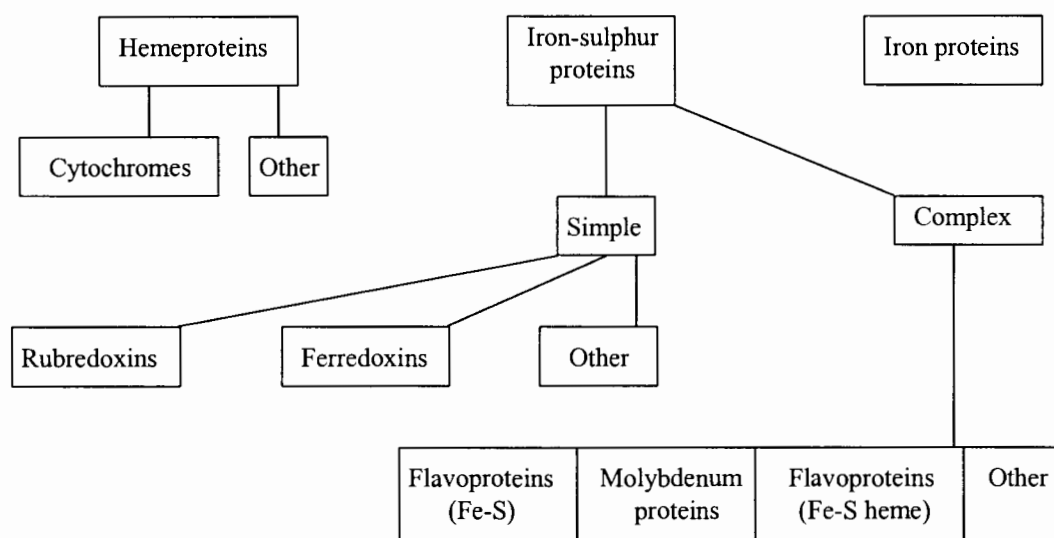 Hemeproteins
Iron-sulphur
proteins
Iron proteins
Cytochromes
Other
Simple
Complex
Rubredoxins
Ferredoxins
Other
Flavoproteins
(Fe-S)
Molybdenum
proteins
Flavoproteins
(Fe-S heme)
Other